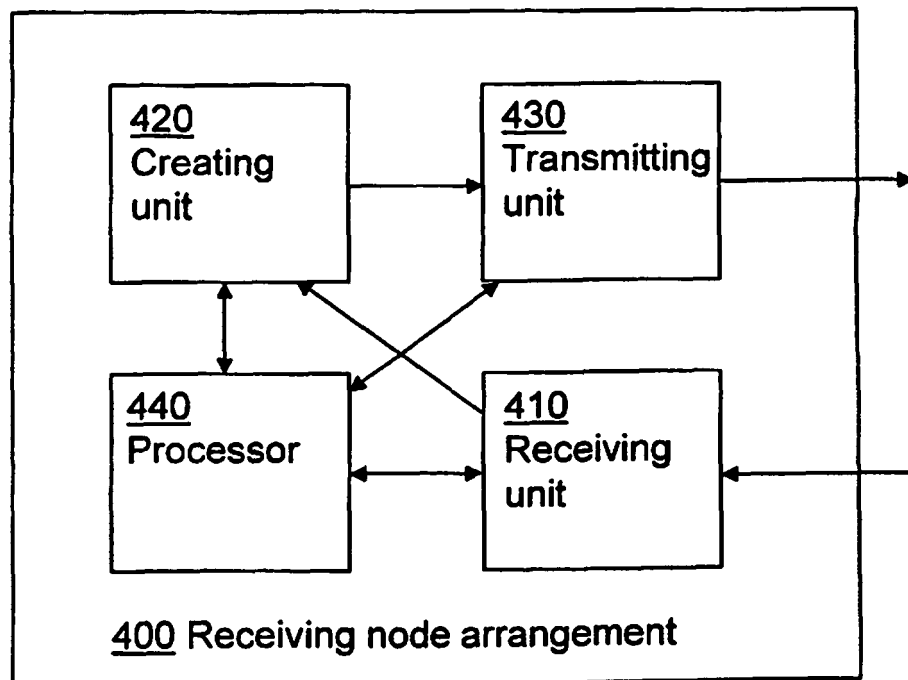 420
Creating
unit
430
Transmitting
unit
440
Processor
410
Receiving
unit
400 Receiving node arrangement